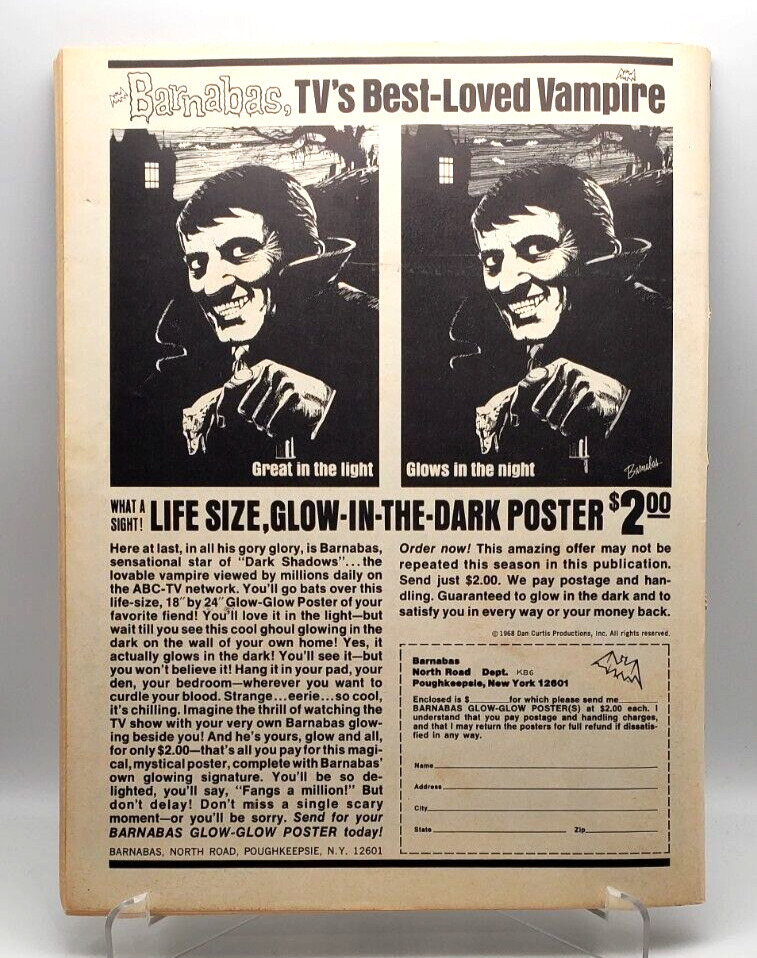 Barnabas, TV's Best-Loved Vampire
Great in the light
Glows in the night
Barnabas
WHAT A
SIGHT!
LIFE SIZE, GLOW-IN-THE-DARK POSTER $2.00
Here at last, in all his gory glory, is Barnabas,
sensational star of "Dark Shadows"...the
lovable vampire viewed by millions daily on
the ABC-TV network. You'll go bats over this
life-size, 18" by 24" Glow-Glow Poster of your
favorite fiend! You'll love it in the light—but
wait till you see this cool ghoul glowing in the
dark on the wall of your own home! Yes, it
actually glows in the dark! You'll see it—but
you won't believe it! Hang it in your pad, your
den, your bedroom—wherever you want to
curdle your blood. Strange...eerie...so cool,
it's chilling. Imagine the thrill of watching the
TV show with your very own Barnabas glow-
ing beside you! And he's yours, glow and all,
for only $2.00—that's all you pay for this magi-
cal, mystical poster, complete with Barnabas'
own glowing signature. You'll be so de-
lighted, you'll say, "Fangs a million!" But
don't delay! Don't miss a single scary
moment—or you'll be sorry. Send for your
BARNABAS GLOW-GLOW POSTER today!
BARNABAS, NORTH ROAD, POUGHKEEPSIE, N.Y. 12601
Order now! This amazing offer may not be
repeated this season in this publication.
Send just $2.00. We pay postage and han-
dling. Guaranteed to glow in the dark and to
satisfy you in every way or your money back.
© 1968 Dan Curtis Productions, Inc. All rights reserved.
Barnabas
North Road Dept. KB6
Poughkeepsie, New York 12601
Enclosed is $_____for which please send me_____
BARNABAS GLOW-GLOW POSTER(S) at $2.00 each. I
understand that you pay postage and handling charges,
and that I may return the posters for full refund if dissatis-
fied in any way.
Name
Address
City
State Zip